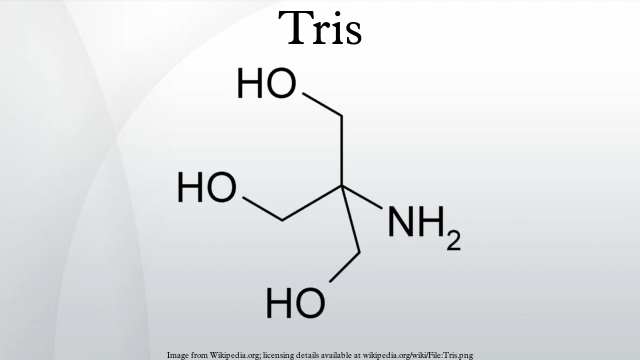 Tris
HO
HO
NH2
HO
Image from Wikipedia.org; licensing details available at wikipedia.org/wiki/File:Tris.png